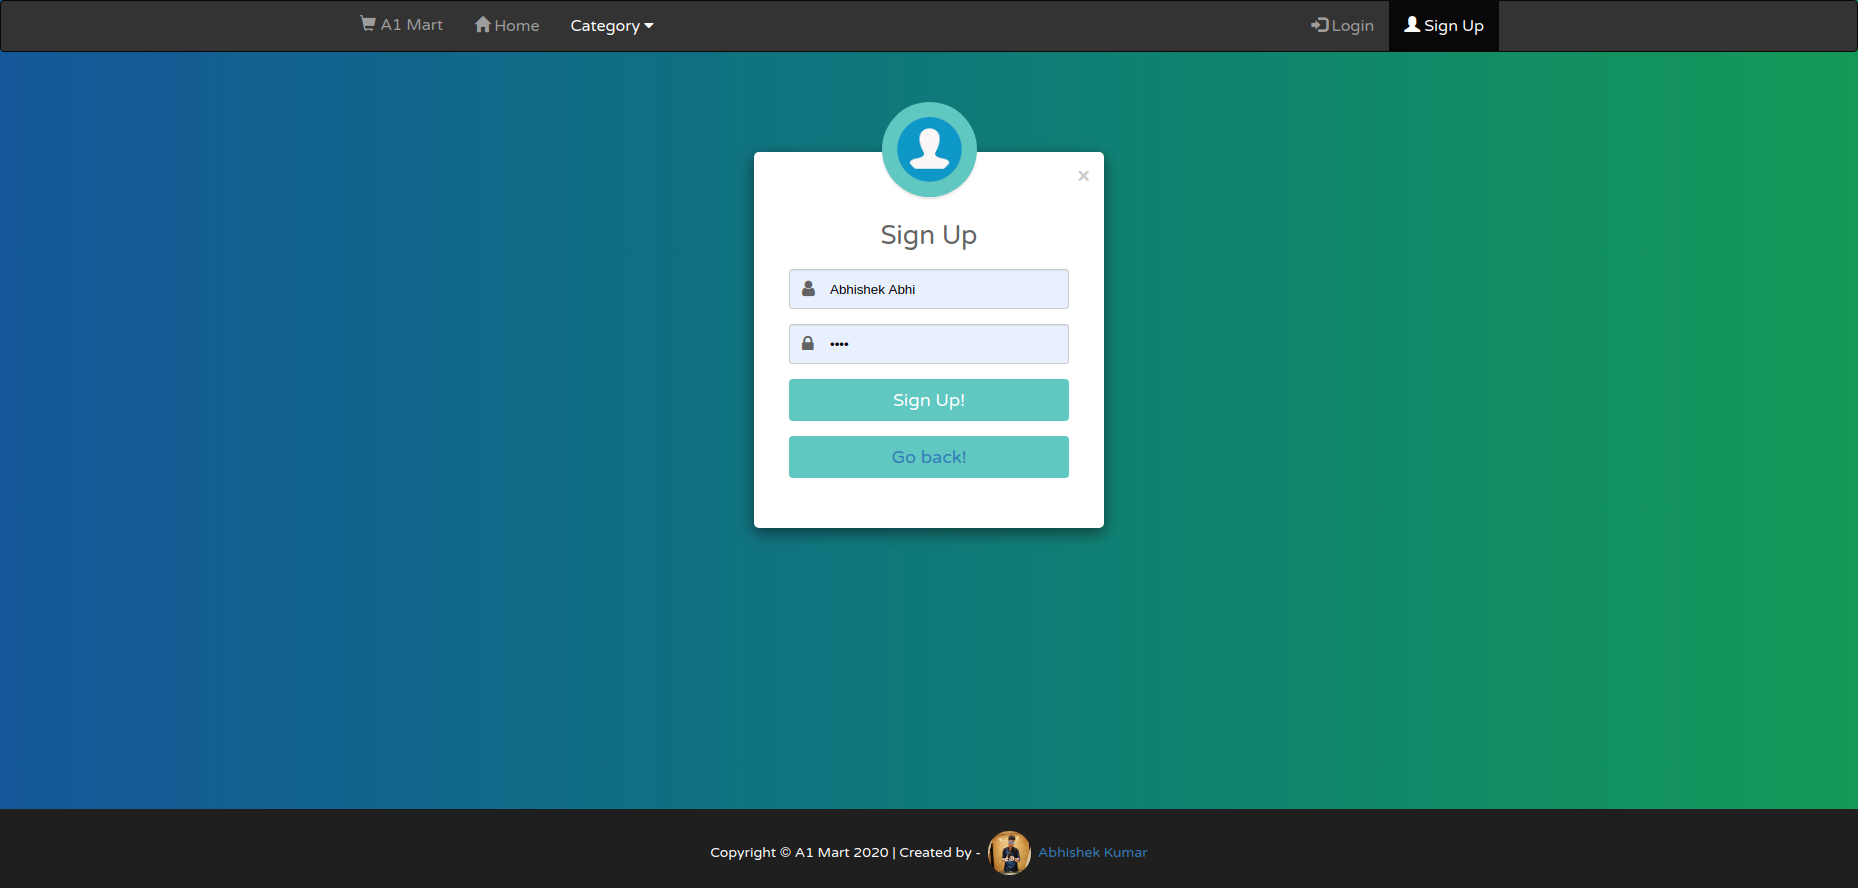 A1 Mart Home Category Login Sign Up
×
Sign Up
Abhishek Abhi
••••
Sign Up!
Go back!
Copyright © A1 Mart 2020 | Created by - Abhishek Kumar